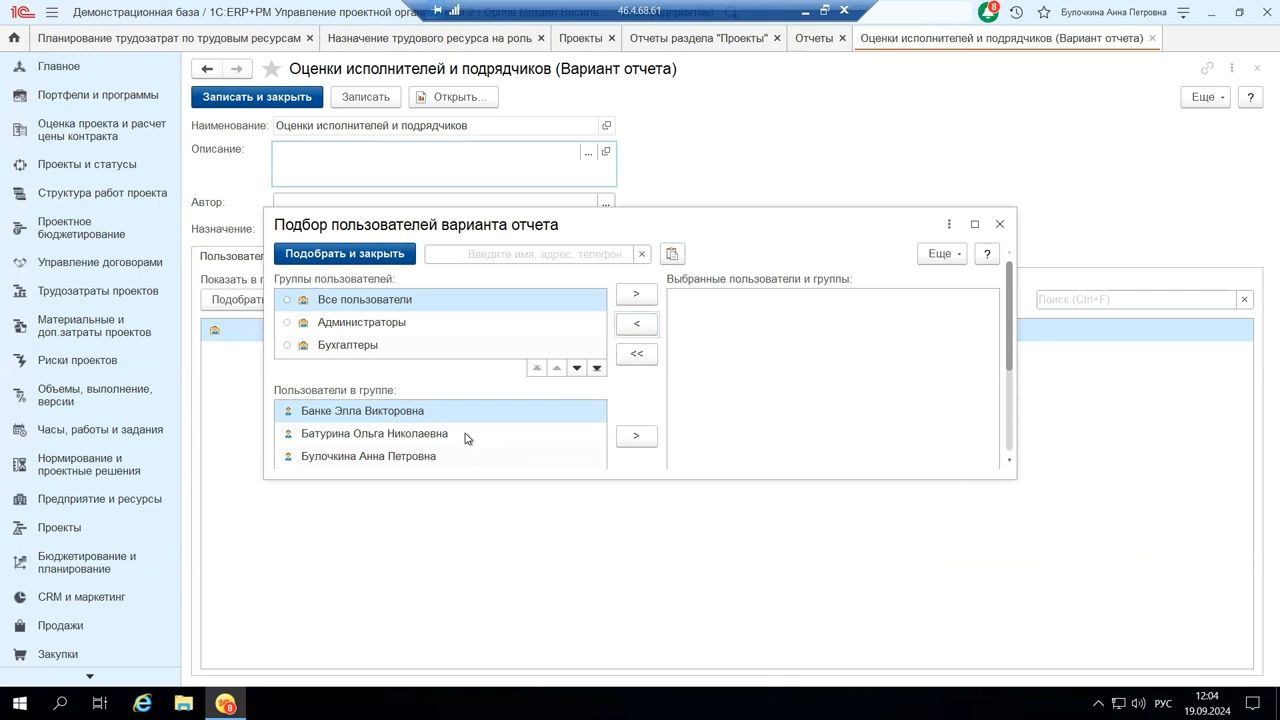 Демонстрационная база / 1С:ERP+PM Управление проектной орган
46.4.68.61
8
Булочкина Анна Петровна
Планирование трудозатрат по трудовым ресурсам ×
Назначение трудового ресурса на роль ×
Проекты ×
Отчеты раздела "Проекты" ×
Отчеты ×
Оценки исполнителей и подрядчиков (Вариант отчета) ×
Главное
Портфели и программы
Оценка проекта и расчет
цены контракта
Проекты и статусы
Структура работ проекта
Проектное
бюджетирование
Управление договорами
Трудозатраты проектов
Материальные и
доп.затраты проектов
Риски проектов
Объемы, выполнение,
версии
Часы, работы и задания
Нормирование и
проектные решения
Предприятие и ресурсы
Проекты
Бюджетирование и
планирование
CRM и маркетинг
Продажи
Закупки
Оценки исполнителей и подрядчиков (Вариант отчета)
Записать и закрыть
Записать
Открыть...
Еще
?
Наименование:
Оценки исполнителей и подрядчиков
Описание:
...
Автор:
...
Назначение:
Пользовател
Показать в г
Подобрать
Поиск (Ctrl+F)
×
Подбор пользователей варианта отчета
Подобрать и закрыть
Введите имя, адрес, телефон...
×
Еще
?
Группы пользователей:
Все пользователи
Администраторы
Бухгалтеры
>
<
<<
Выбранные пользователи и группы:
Пользователи в группе:
Банке Элла Викторовна
Батурина Ольга Николаевна
Булочкина Анна Петровна
>
8
РУС
12:04
19.09.2024